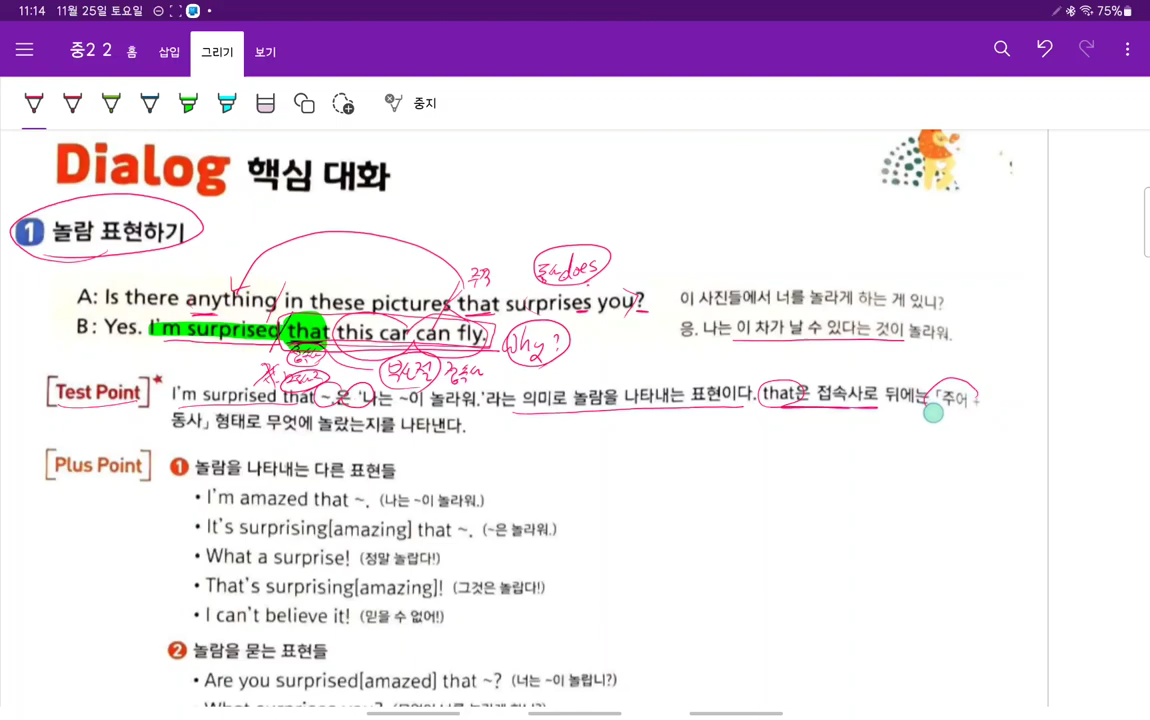 11:14 11월 25일 토요일 75%
중2 2 홈 삽입 그리기 보기
중지
Dialog 핵심 대화
1 놀람 표현하기
주격
does
A: Is there anything in these pictures that surprises you?
이 사진들에서 너를 놀라게 하는 게 있니?
B: Yes. I'm surprised that this car can fly.
응. 나는 이 차가 날 수 있다는 것이 놀라워.
Why?
접속사
부사절 접속사
[Test Point]* I'm surprised that ~.은 '나는 ~이 놀라워.'라는 의미로 놀람을 나타내는 표현이다. that은 접속사로 뒤에는 「주어 +
동사」 형태로 무엇에 놀랐는지를 나타낸다.
[Plus Point] 1 놀람을 나타내는 다른 표현들
• I'm amazed that ~. (나는 ~이 놀라워.)
• It's surprising[amazing] that ~. (~은 놀라워.)
• What a surprise! (정말 놀랍다!)
• That's surprising[amazing]! (그것은 놀랍다!)
• I can't believe it! (믿을 수 없어!)
2 놀람을 묻는 표현들
• Are you surprised[amazed] that ~? (너는 ~이 놀랍니?)